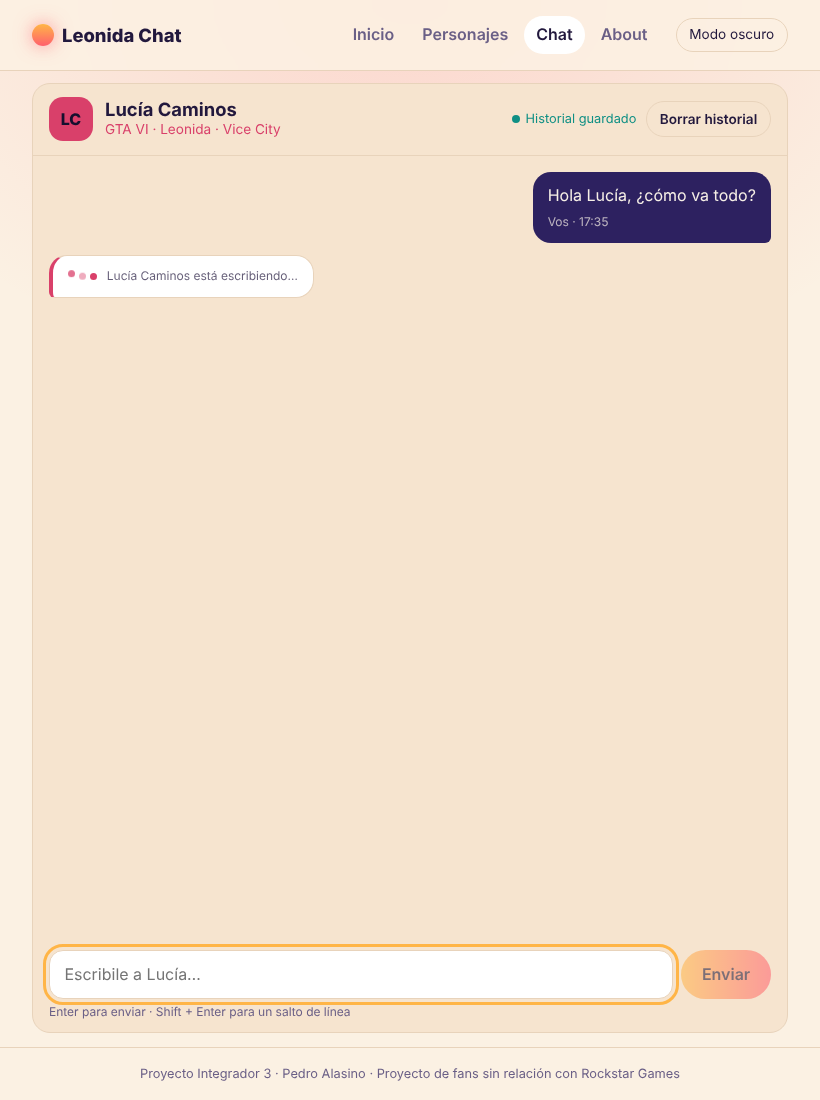 Leonida Chat
Inicio
Personajes
Chat
About
Modo oscuro
LC
Lucía Caminos
GTA VI · Leonida · Vice City
Historial guardado
Borrar historial
Hola Lucía, ¿cómo va todo?
Vos · 17:35
Lucía Caminos está escribiendo…
Escribile a Lucía…
Enviar
Enter para enviar · Shift + Enter para un salto de línea
Proyecto Integrador 3 · Pedro Alasino · Proyecto de fans sin relación con Rockstar Games